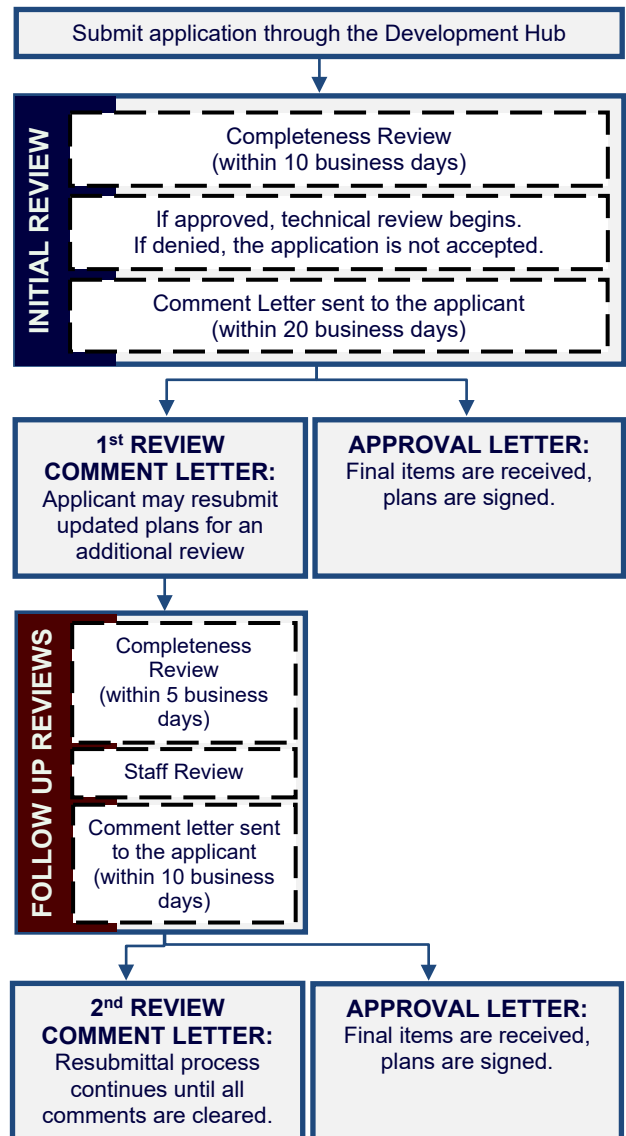 Submit application through the Development Hub
INITIAL REVIEW
Completeness Review
(within 10 business days)
If approved, technical review begins.
If denied, the application is not accepted.
Comment Letter sent to the applicant
(within 20 business days)
1st REVIEW
COMMENT LETTER:
Applicant may resubmit
updated plans for an
additional review
APPROVAL LETTER:
Final items are received,
plans are signed.
FOLLOW UP REVIEWS
Completeness
Review
(within 5 business
days)
Staff Review
Comment letter sent
to the applicant
(within 10 business
days)
2nd REVIEW
COMMENT LETTER:
Resubmittal process
continues until all
comments are cleared.
APPROVAL LETTER:
Final items are received,
plans are signed.